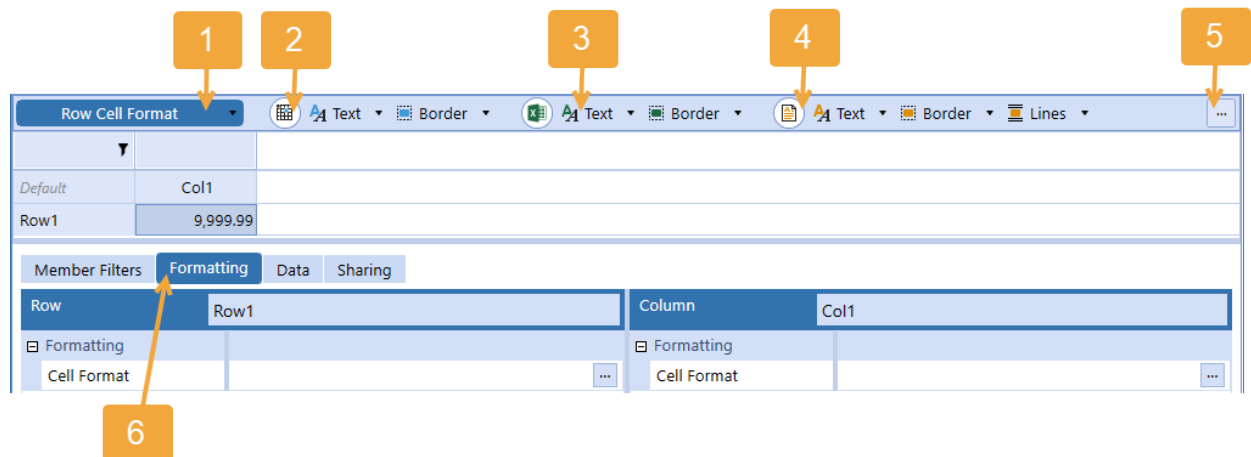 1 2 3 4 5
Row Cell Format Text Border Text Border Text Border Lines ...
Default Col1
Row1 9,999.99
Member Filters Formatting Data Sharing
Row Row1 Column Col1
Formatting Formatting
Cell Format ... Cell Format ...
6